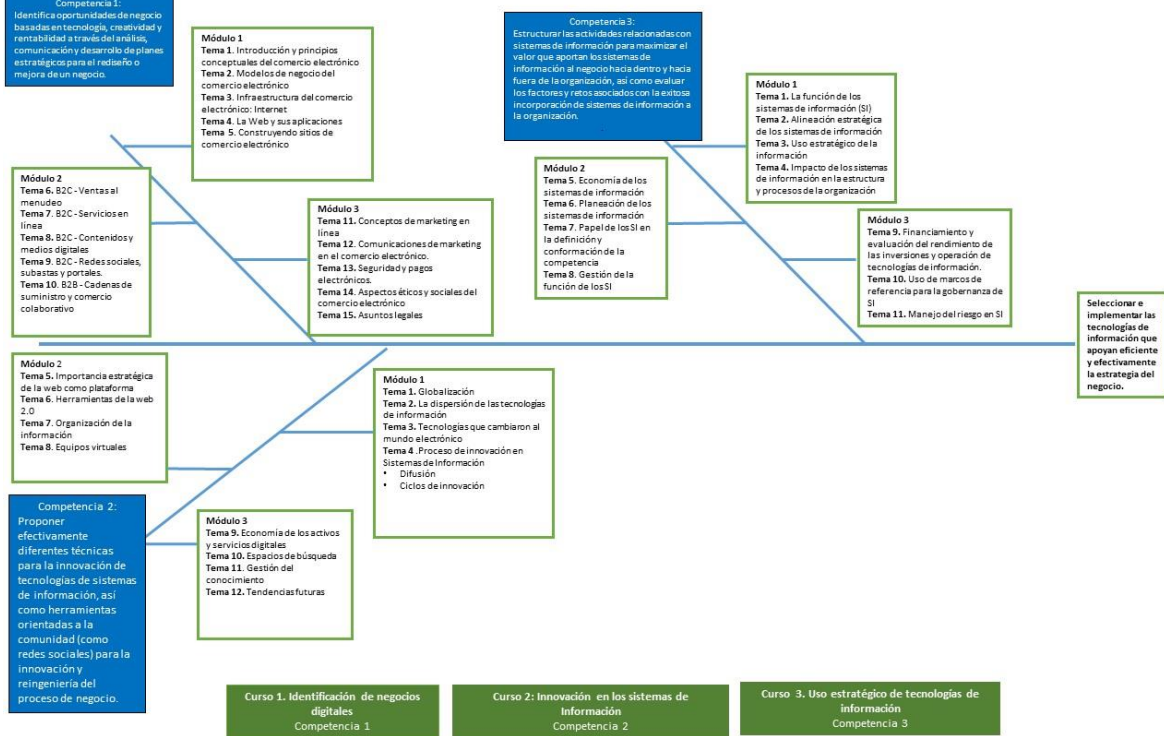 Competencia 1:
Identifica oportunidades de negocio
basadas en tecnología, creatividad y
rentabilidad a través del análisis,
comunicación y desarrollo de planes
estratégicos para el rediseño o
mejora de un negocio.
Módulo 1
Tema 1. Introducción y principios
conceptuales del comercio electrónico
Tema 2. Modelos de negocio del
comercio electrónico
Tema 3. Infraestructura del comercio
electrónico: Internet
Tema 4. La Web y sus aplicaciones
Tema 5. Construyendo sitios de
comercio electrónico
Módulo 2
Tema 6. B2C - Ventas al
menudeo
Tema 7. B2C - Servicios en
línea
Tema 8. B2C - Contenidos y
medios digitales
Tema 9. B2C - Redes sociales,
subastas y portales.
Tema 10. B2B - Cadenas de
suministro y comercio
colaborativo
Módulo 3
Tema 11. Conceptos de marketing en
línea
Tema 12. Comunicaciones de marketing
en el comercio electrónico.
Tema 13. Seguridad y pagos
electrónicos.
Tema 14. Aspectos éticos y sociales del
comercio electrónico
Tema 15. Asuntos legales
Competencia 3:
Estructurar las actividades relacionadas con
sistemas de información para maximizar el
valor que aportan los sistemas de
información al negocio hacia dentro y hacia
fuera de la organización, así como evaluar
los factores y retos asociados con la exitosa
incorporación de sistemas de información a
la organización.
.
Módulo 1
Tema 1. La función de los
sistemas de información (SI)
Tema 2. Alineación estratégica
de los sistemas de información
Tema 3. Uso estratégico de la
información
Tema 4. Impacto de los sistemas
de información en la estructura
y procesos de la organización
Módulo 2
Tema 5. Economía de los
sistemas de información
Tema 6. Planeación de los
sistemas de información
Tema 7. Papel de los SI en
la definición y
conformación de la
competencia
Tema 8. Gestión de la
función de los SI
Módulo 3
Tema 9. Financiamiento y
evaluación del rendimiento de
las inversiones y operación de
tecnologías de información.
Tema 10. Uso de marcos de
referencia para la gobernanza de
SI
Tema 11. Manejo del riesgo en SI
Seleccionar e
implementar las
tecnologías de
información que
apoyan eficiente
y efectivamente
la estrategia del
negocio.
Módulo 2
Tema 5. Importancia estratégica
de la web como plataforma
Tema 6. Herramientas de la web
2.0
Tema 7. Organización de la
información
Tema 8. Equipos virtuales
Módulo 1
Tema 1. Globalización
Tema 2. La dispersión de las tecnologías
de información
Tema 3. Tecnologías que cambiaron al
mundo electrónico
Tema 4 .Proceso de innovación en
Sistemas de Información
• Difusión
• Ciclos de innovación
Competencia 2:
Proponer
efectivamente
diferentes técnicas
para la innovación de
tecnologías de sistemas
de información, así
como herramientas
orientadas a la
comunidad (como
redes sociales) para la
innovación y
reingeniería del
proceso de negocio.
Módulo 3
Tema 9. Economía de los activos
y servicios digitales
Tema 10. Espacios de búsqueda
Tema 11. Gestión del
conocimiento
Tema 12. Tendencias futuras
Curso 1. Identificación de negocios
digitales
Competencia 1
Curso 2: Innovación en los sistemas de
Información
Competencia 2
Curso 3. Uso estratégico de tecnologías de
información
Competencia 3